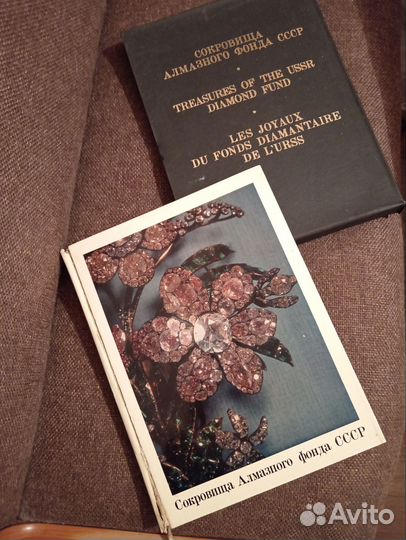 СОКРОВИЩА
АЛМАЗНОГО ФОНДА СССР
•
TREASURES OF THE USSR
DIAMOND FUND
•
LES JOYAUX
DU FONDS DIAMANTAIRE
DE L'URSS
Сокровища Алмазного фонда СССР
Avito